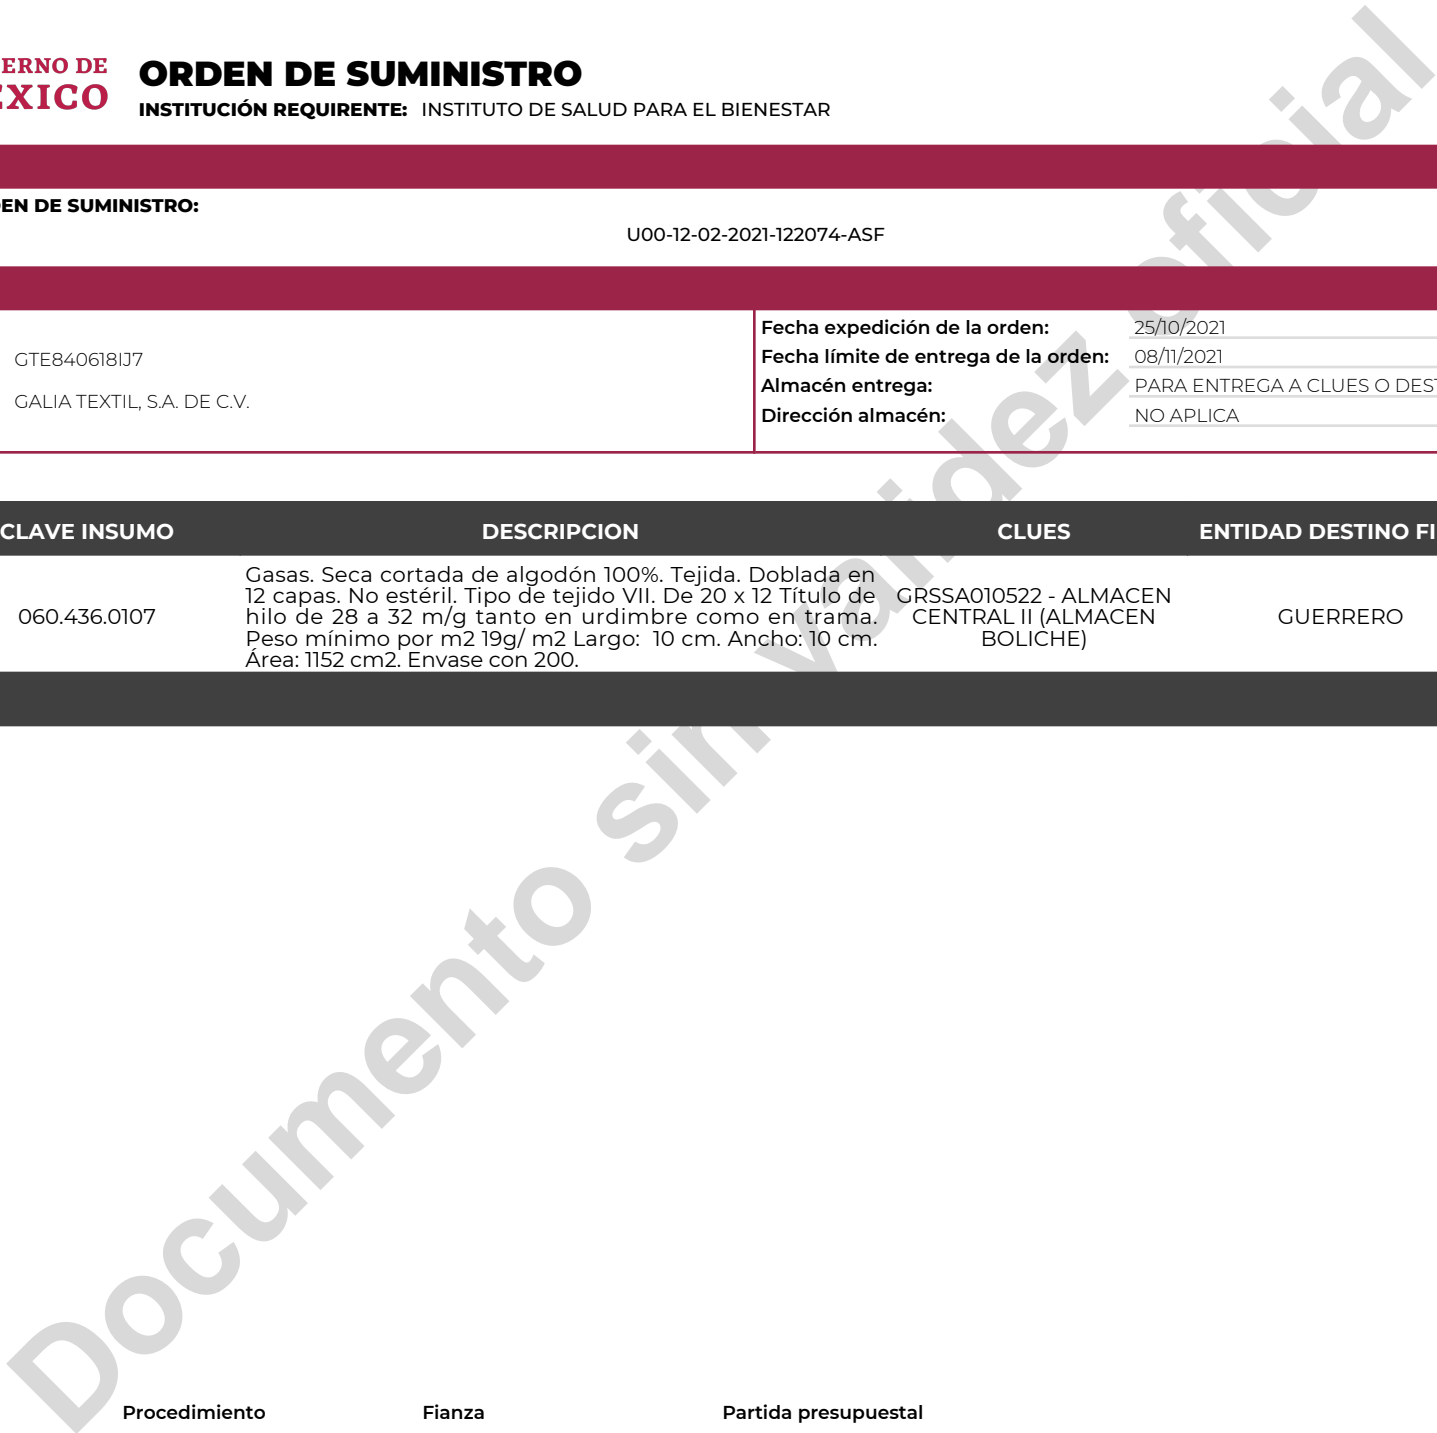 ERNO DE
ÉXICO
ORDEN DE SUMINISTRO
INSTITUCIÓN REQUIRENTE: INSTITUTO DE SALUD PARA EL BIENESTAR
EN DE SUMINISTRO:
U00-12-02-2021-122074-ASF
GTE840618IJ7
GALIA TEXTIL, S.A. DE C.V.
Fecha expedición de la orden: 25/10/2021
Fecha límite de entrega de la orden: 08/11/2021
Almacén entrega: PARA ENTREGA A CLUES O DEST
Dirección almacén: NO APLICA
CLAVE INSUMO DESCRIPCION CLUES ENTIDAD DESTINO FI
060.436.0107
Gasas. Seca cortada de algodón 100%. Tejida. Doblada en
12 capas. No estéril. Tipo de tejido VII. De 20 x 12 Título de
hilo de 28 a 32 m/g tanto en urdimbre como en trama.
Peso mínimo por m2 19g/ m2 Largo: 10 cm. Ancho: 10 cm.
Área: 1152 cm2. Envase con 200.
GRSSA010522 - ALMACEN
CENTRAL II (ALMACEN
BOLICHE)
GUERRERO
Documento sin validez oficial
Procedimiento Fianza Partida presupuestal